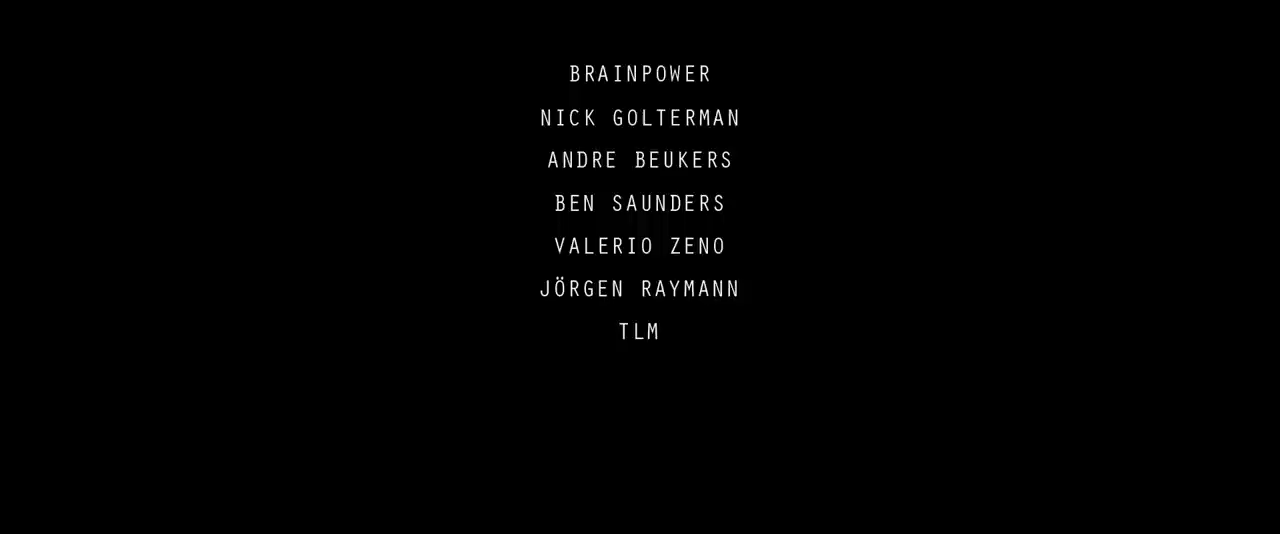 BRAINPOWER
NICK GOLTERMAN
ANDRE BEUKERS
BEN SAUNDERS
VALERIO ZENO
JÖRGEN RAYMANN
TLM